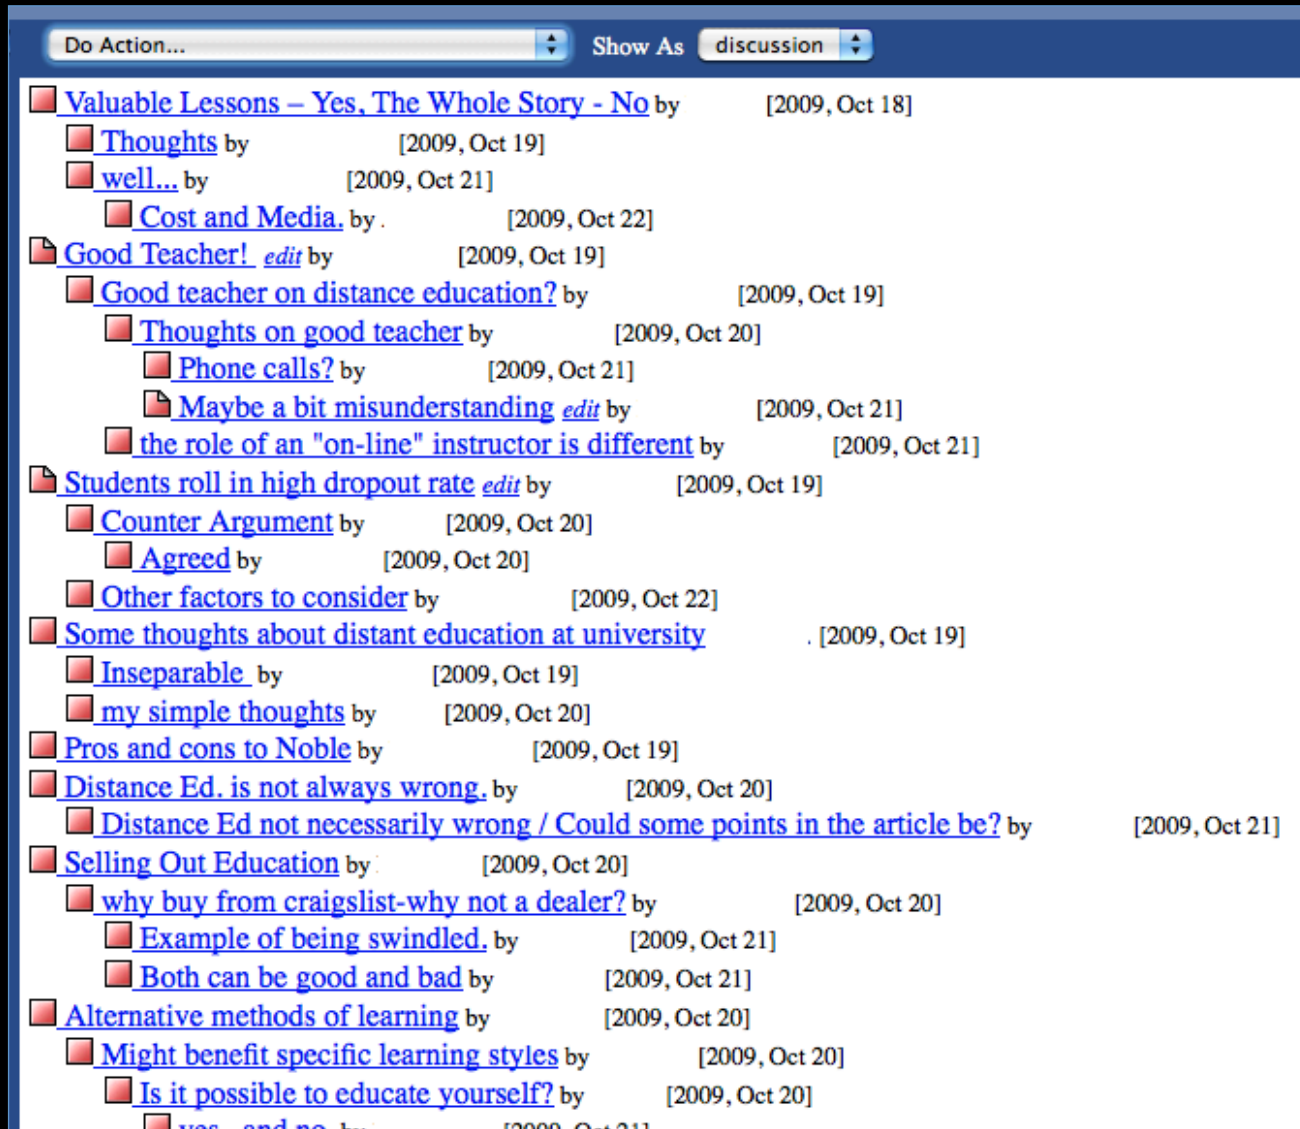 Do Action... Show As discussion
Valuable Lessons – Yes, The Whole Story - No by [2009, Oct 18]
Thoughts by [2009, Oct 19]
well... by [2009, Oct 21]
Cost and Media. by . [2009, Oct 22]
Good Teacher! edit by [2009, Oct 19]
Good teacher on distance education? by [2009, Oct 19]
Thoughts on good teacher by [2009, Oct 20]
Phone calls? by [2009, Oct 21]
Maybe a bit misunderstanding edit by [2009, Oct 21]
the role of an "on-line" instructor is different by [2009, Oct 21]
Students roll in high dropout rate edit by [2009, Oct 19]
Counter Argument by [2009, Oct 20]
Agreed by [2009, Oct 20]
Other factors to consider by [2009, Oct 22]
Some thoughts about distant education at university . [2009, Oct 19]
Inseparable by [2009, Oct 19]
my simple thoughts by [2009, Oct 20]
Pros and cons to Noble by [2009, Oct 19]
Distance Ed. is not always wrong. by [2009, Oct 20]
Distance Ed not necessarily wrong / Could some points in the article be? by [2009, Oct 21]
Selling Out Education by [2009, Oct 20]
why buy from craigslist-why not a dealer? by [2009, Oct 20]
Example of being swindled. by [2009, Oct 21]
Both can be good and bad by [2009, Oct 21]
Alternative methods of learning by [2009, Oct 20]
Might benefit specific learning styles by [2009, Oct 20]
Is it possible to educate yourself? by [2009, Oct 20]
and no by [2009, Oct 21]